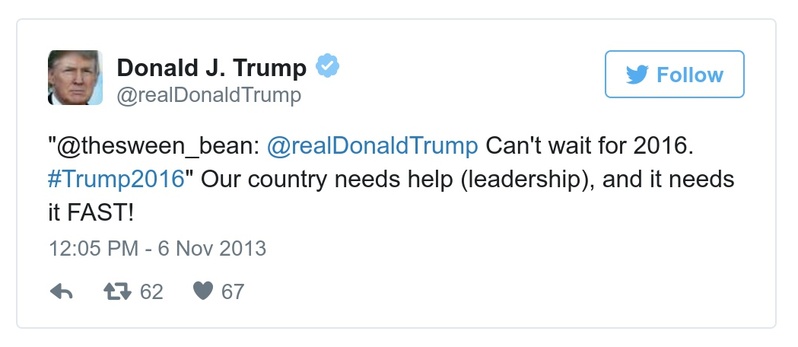 Donald J. Trump
@realDonaldTrump
Follow
"@thesween_bean: @realDonaldTrump Can't wait for 2016.
#Trump2016" Our country needs help (leadership), and it needs
it FAST!
12:05 PM - 6 Nov 2013
62 67